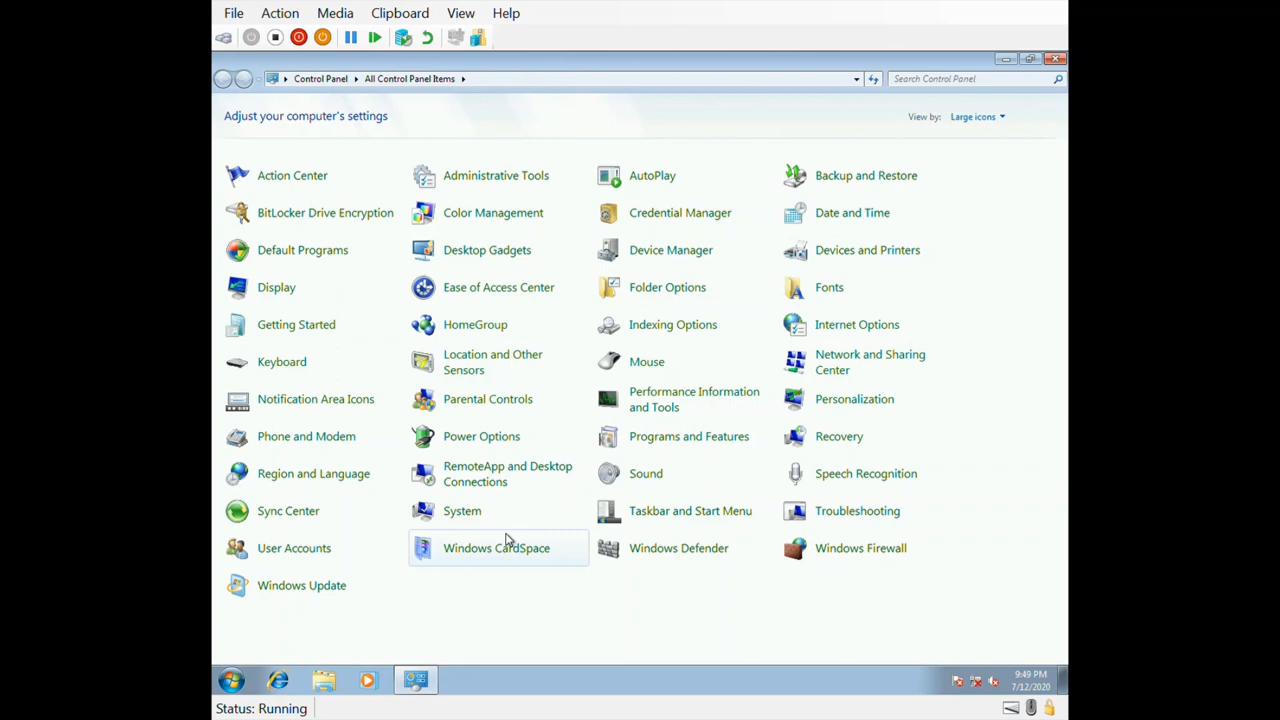 File Action Media Clipboard View Help
Control Panel All Control Panel Items Search Control Panel
Adjust your computer's settings View by: Large icons
Action Center Administrative Tools AutoPlay Backup and Restore
BitLocker Drive Encryption Color Management Credential Manager Date and Time
Default Programs Desktop Gadgets Device Manager Devices and Printers
Display Ease of Access Center Folder Options Fonts
Getting Started HomeGroup Indexing Options Internet Options
Keyboard Location and Other Sensors Mouse Network and Sharing Center
Notification Area Icons Parental Controls Performance Information and Tools Personalization
Phone and Modem Power Options Programs and Features Recovery
Region and Language RemoteApp and Desktop Connections Sound Speech Recognition
Sync Center System Taskbar and Start Menu Troubleshooting
User Accounts Windows CardSpace Windows Defender Windows Firewall
Windows Update
9:49 PM
7/12/2020
Status: Running